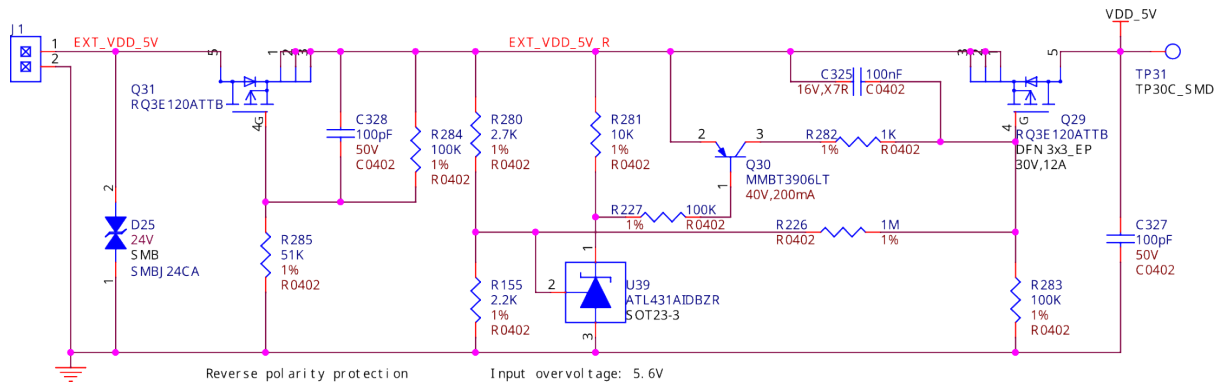 J1
1
2
EXT_VDD_5V
5
1
2
3
Q31
RQ3E120ATTB
4
G
EXT_VDD_5V_R
C328
100pF
50V
C0402
R284
100K
1%
R0402
R280
2.7K
1%
R0402
R281
10K
1%
R0402
C325
100nF
16V,X7R
C0402
2
3
R282
1K
1%
R0402
Q30
MMBT3906LT
40V,200mA
1
3
2
1
5
VDD_5V
TP31
TP30C_SMD
4
G
Q29
RQ3E120ATTB
DFN 3x3_EP
30V,12A
2
D25
24V
SMB
SMBJ24CA
1
R285
51K
1%
R0402
R227
100K
1%
R0402
R226
1M
R0402
1%
C327
100pF
50V
C0402
R155
2.2K
1%
R0402
1
2
3
U39
ATL431AIDBZR
SOT23-3
R283
100K
1%
R0402
Reverse polarity protection
Input overvoltage: 5.6V